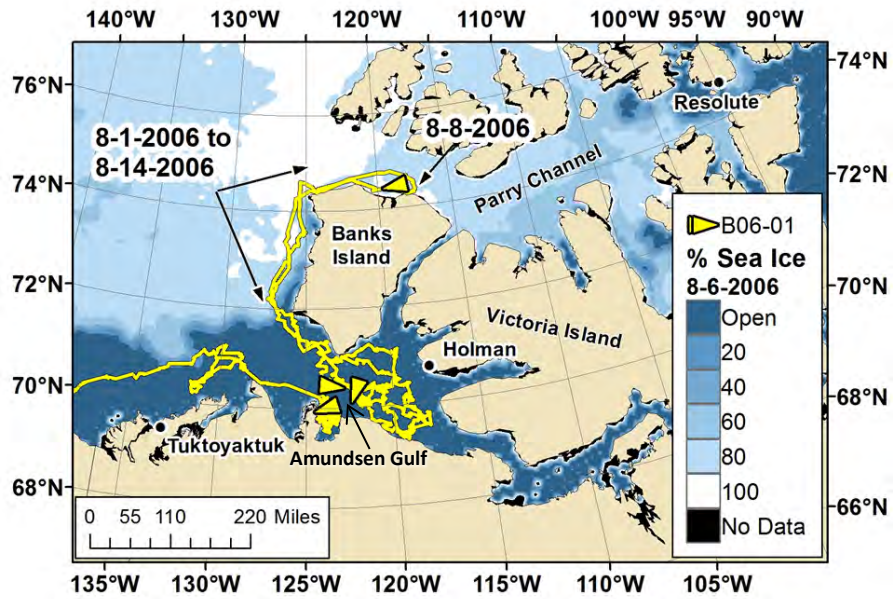 140°W 130°W 120°W 110°W 100°W 95°W 90°W
76°N
74°N
72°N
70°N
68°N
74°N
72°N
70°N
68°N
66°N
8-1-2006 to
8-14-2006
8-8-2006
Resolute
Parry Channel
Banks
Island
Victoria Island
Holman
Tuktoyaktuk
Amundsen Gulf
B06-01
% Sea Ice
8-6-2006
Open
20
40
60
80
100
No Data
0 55 110 220 Miles
135°W 130°W 125°W 120°W 115°W 110°W 105°W